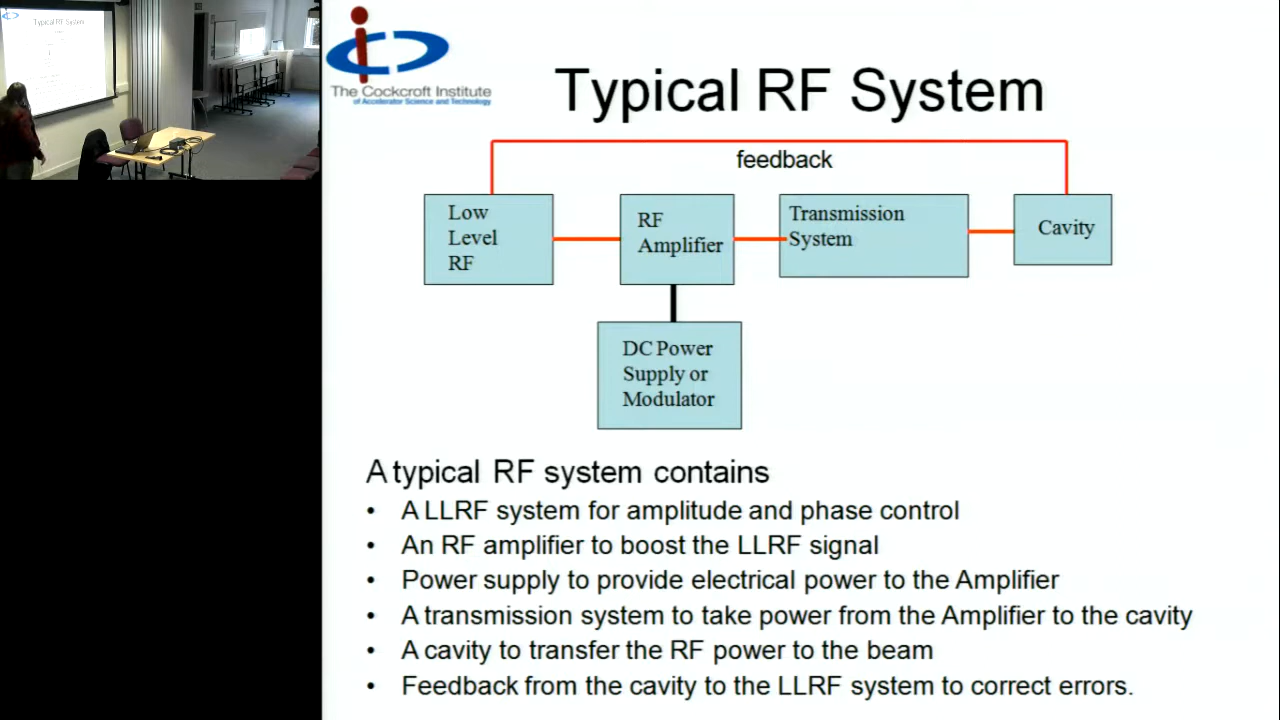 Typical RF System
The Cockcroft Institute
of Accelerator Science and Technology
Typical RF System
feedback
Low
Level
RF
RF
Amplifier
Transmission
System
Cavity
DC Power
Supply or
Modulator
A typical RF system contains
• A LLRF system for amplitude and phase control
• An RF amplifier to boost the LLRF signal
• Power supply to provide electrical power to the Amplifier
• A transmission system to take power from the Amplifier to the cavity
• A cavity to transfer the RF power to the beam
• Feedback from the cavity to the LLRF system to correct errors.